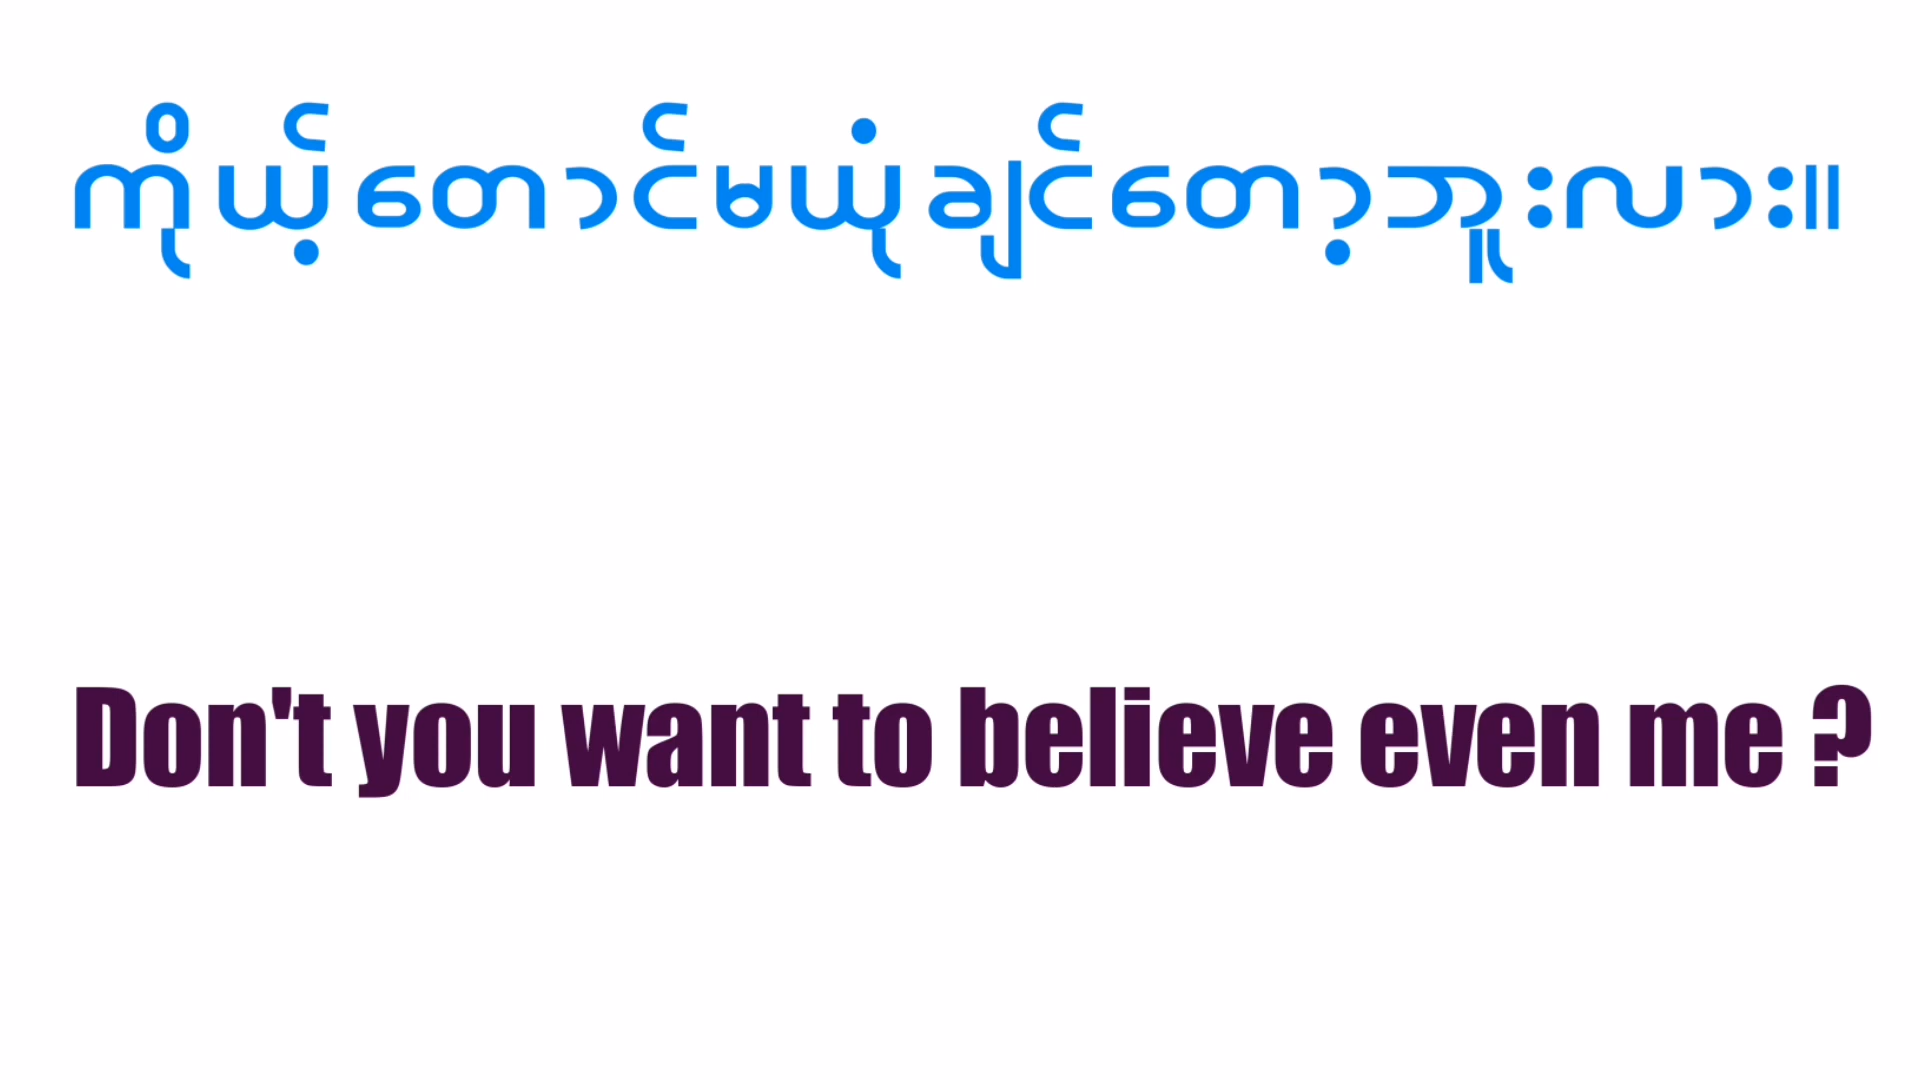 ကိုယ့်တောင်မယုံချင်တော့ဘူးလား။
Don't you want to believe even me ?